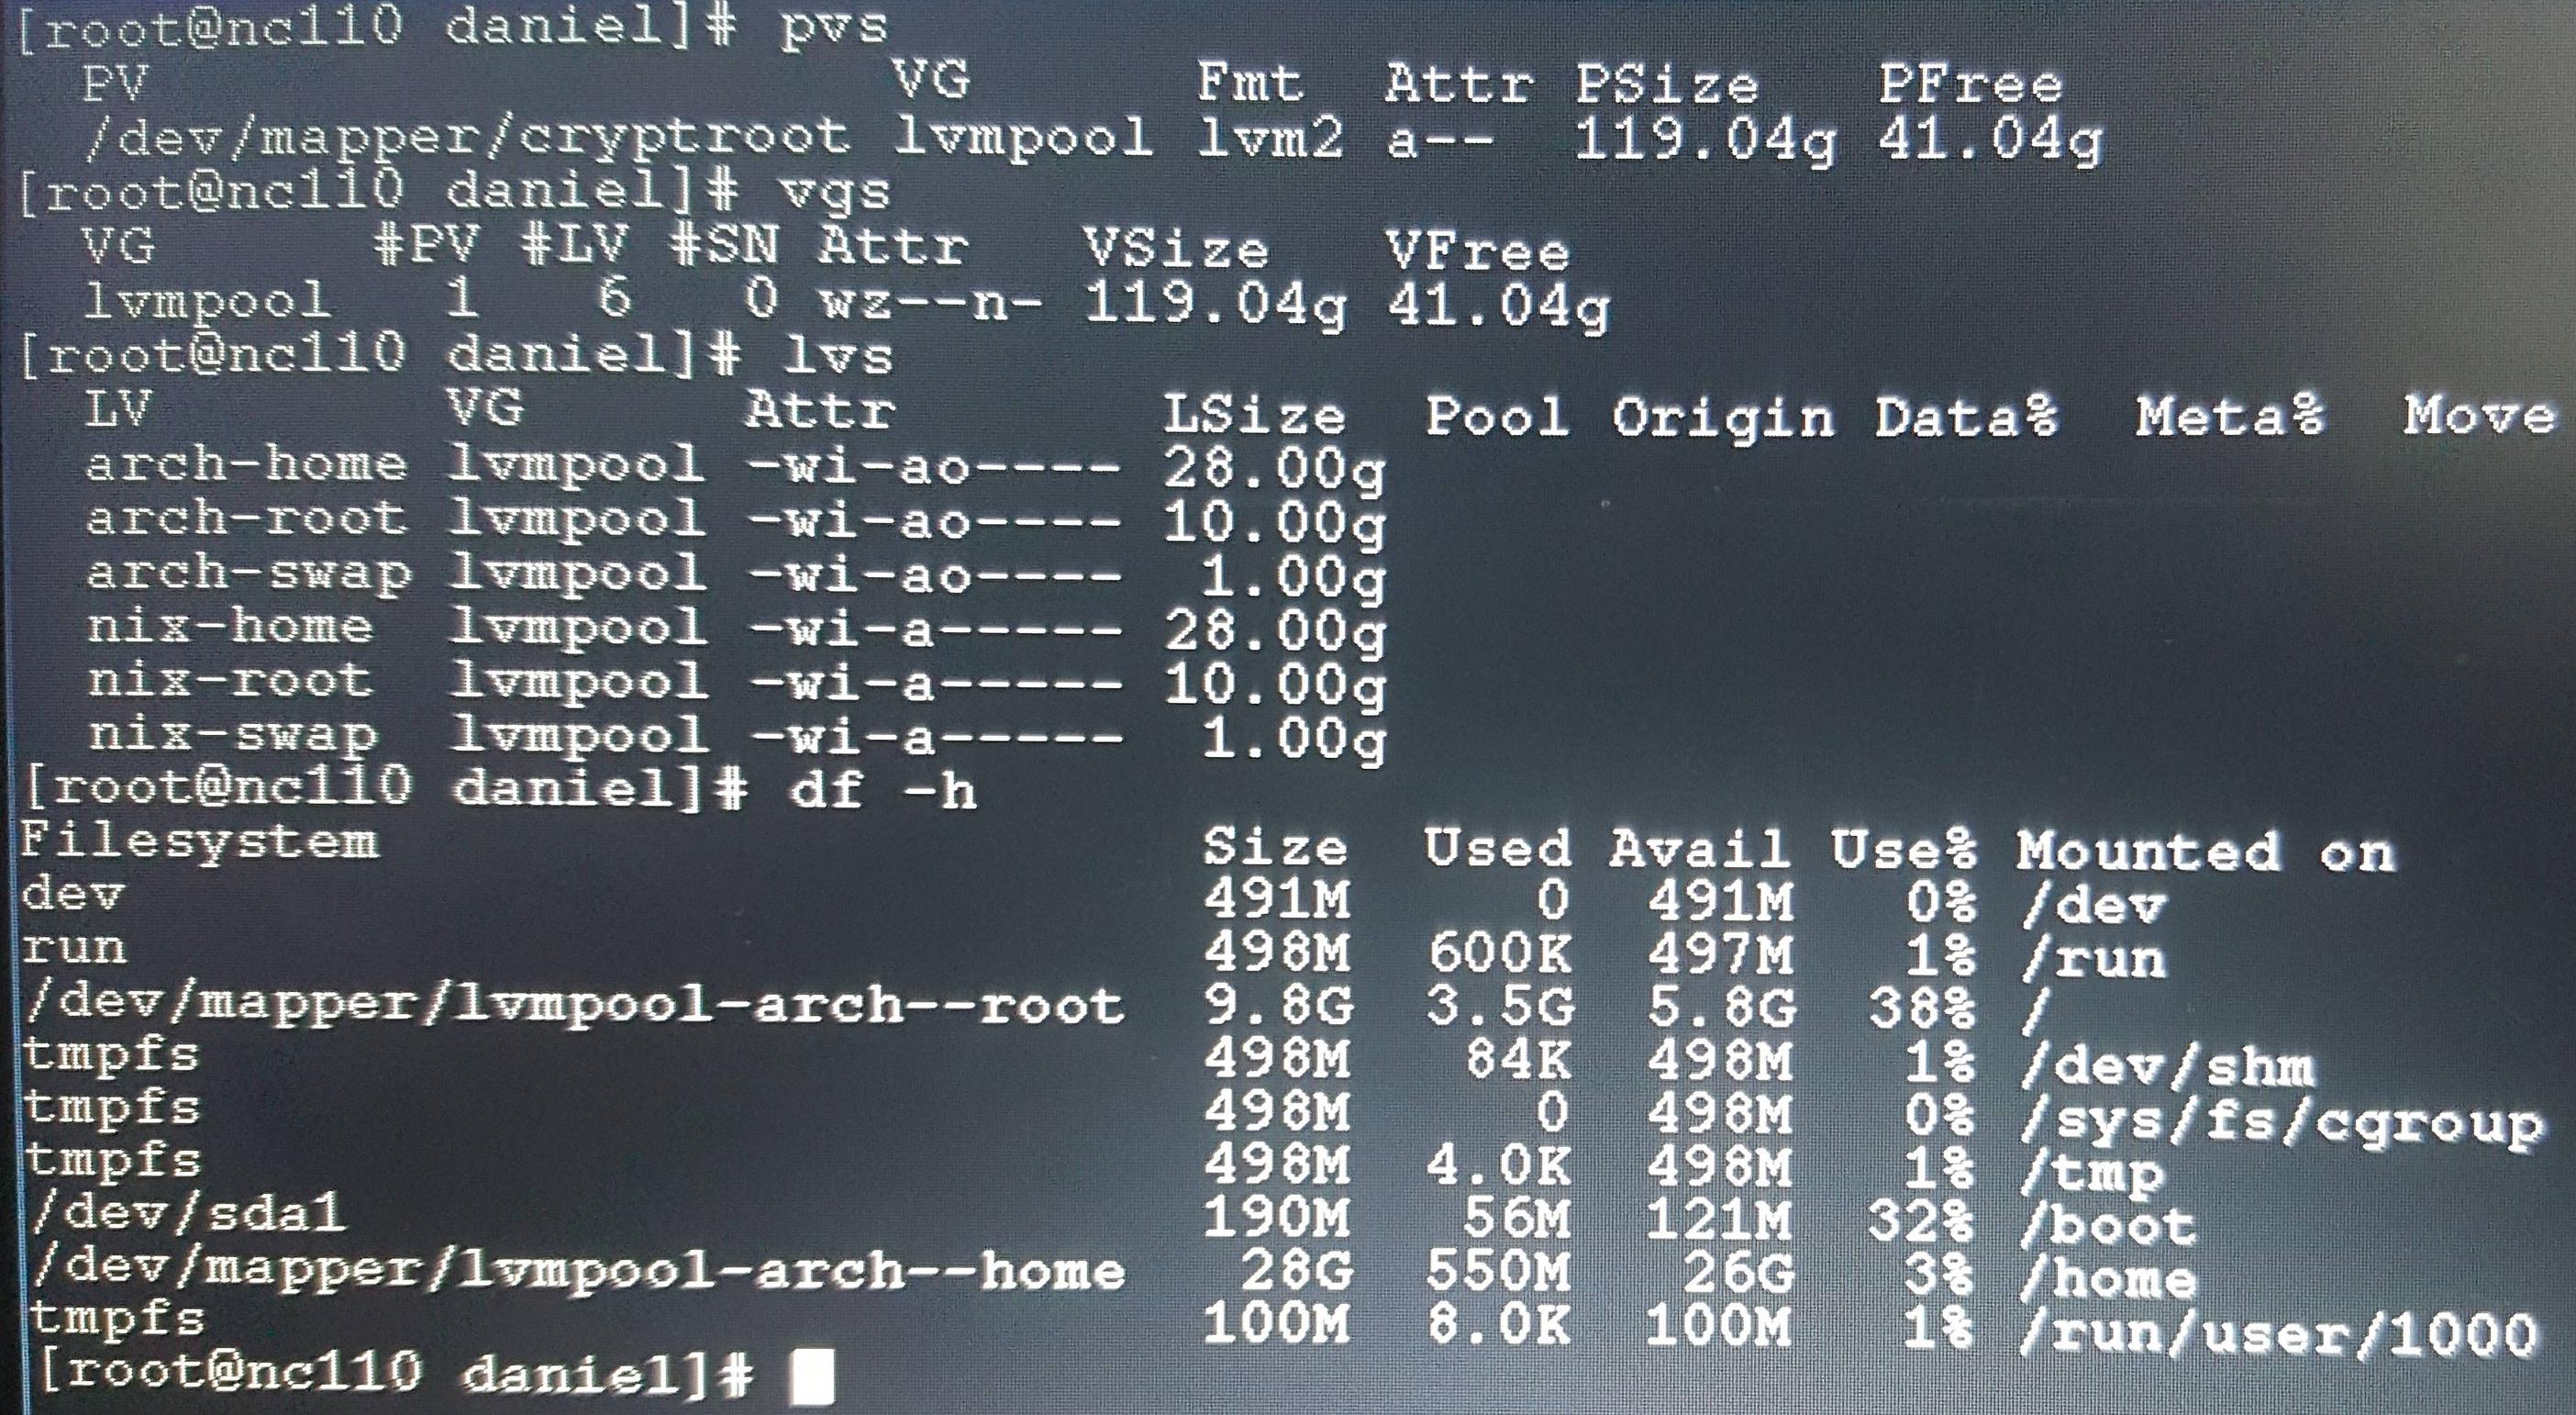 [root@nc110 daniel]# pvs
  PV                    VG       Fmt  Attr PSize   PFree
  /dev/mapper/cryptroot lvmpool lvm2 a--  119.04g 41.04g
[root@nc110 daniel]# vgs
  VG      #PV #LV #SN Attr   VSize   VFree
  lvmpool   1   6   0 wz--n- 119.04g 41.04g
[root@nc110 daniel]# lvs
  LV        VG      Attr       LSize  Pool Origin Data%  Meta%  Move
  arch-home lvmpool -wi-ao---- 28.00g
  arch-root lvmpool -wi-ao---- 10.00g
  arch-swap lvmpool -wi-ao----  1.00g
  nix-home  lvmpool -wi-a----- 28.00g
  nix-root  lvmpool -wi-a----- 10.00g
  nix-swap  lvmpool -wi-a-----  1.00g
[root@nc110 daniel]# df -h
Filesystem                     Size  Used Avail Use% Mounted on
dev                            491M     0  491M   0% /dev
run                            498M  600K  497M   1% /run
/dev/mapper/lvmpool-arch--root 9.8G  3.5G  5.8G  38% /
tmpfs                          498M   84K  498M   1% /dev/shm
tmpfs                          498M     0  498M   0% /sys/fs/cgroup
tmpfs                          498M  4.0K  498M   1% /tmp
/dev/sda1                      190M   56M  121M  32% /boot
/dev/mapper/lvmpool-arch--home  28G  550M   26G   3% /home
tmpfs                          100M  8.0K  100M   1% /run/user/1000
[root@nc110 daniel]#